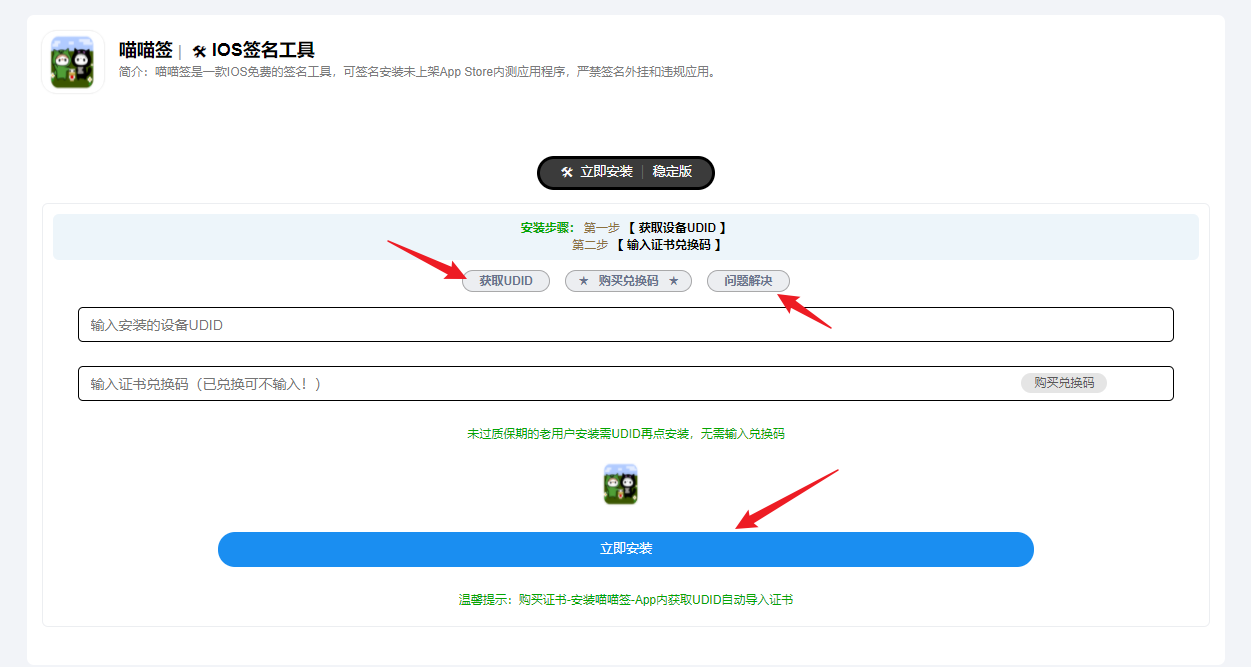 喵喵签 | 🛠 IOS签名工具
简介：喵喵签是一款IOS免费的签名工具，可签名安装未上架App Store内测应用程序，严禁签名外挂和违规应用。
🛠 立即安装 | 稳定版
安装步骤： 第一步 【 获取设备UDID 】
第二步 【 输入证书兑换码 】
获取UDID ★ 购买兑换码 ★ 问题解决
输入安装的设备UDID
输入证书兑换码（已兑换可不输入！） 购买兑换码
未过质保期的老用户安装需UDID再点安装，无需输入兑换码
立即安装
温馨提示：购买证书-安装喵喵签-App内获取UDID自动导入证书